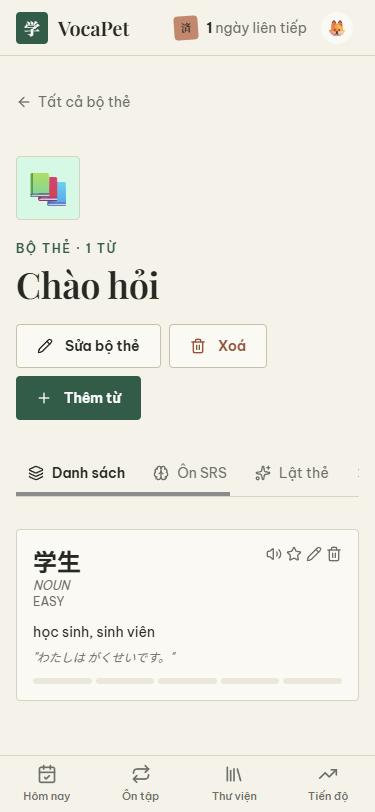 学 VocaPet 済 1 ngày liên tiếp
Tất cả bộ thẻ
BỘ THẺ · 1 TỪ
Chào hỏi
Sửa bộ thẻ Xoá
Thêm từ
Danh sách Ôn SRS Lật thẻ
学生
NOUN
EASY
học sinh, sinh viên
"わたしは がくせいです。"
Hôm nay Ôn tập Thư viện Tiến độ